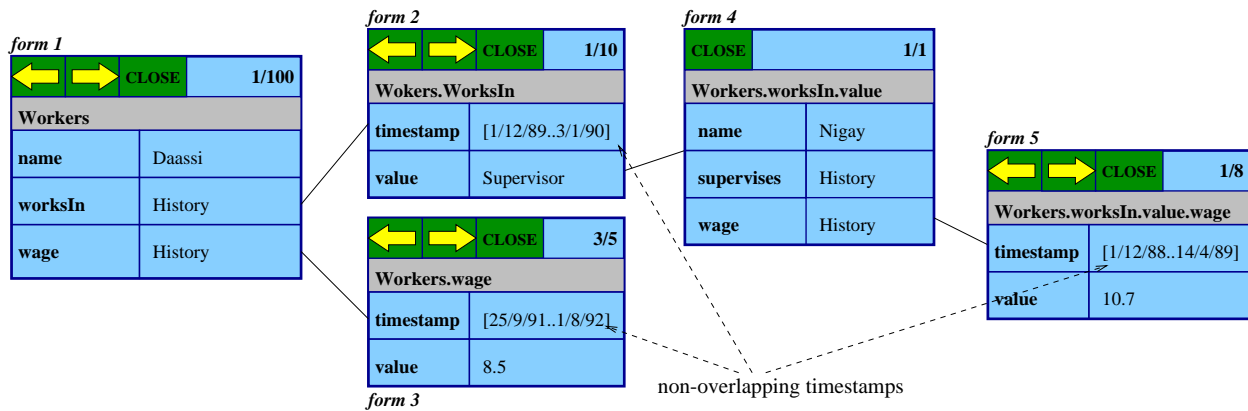 form 1
CLOSE 1/100
Workers
name Daassi
worksIn History
wage History
form 2
CLOSE 1/10
Wokers.WorksIn
timestamp [1/12/89..3/1/90]
value Supervisor
CLOSE 3/5
Workers.wage
timestamp [25/9/91..1/8/92]
value 8.5
form 3
form 4
CLOSE 1/1
Workers.worksIn.value
name Nigay
supervises History
wage History
form 5
CLOSE 1/8
Workers.worksIn.value.wage
timestamp [1/12/88..14/4/89]
value 10.7
non-overlapping timestamps